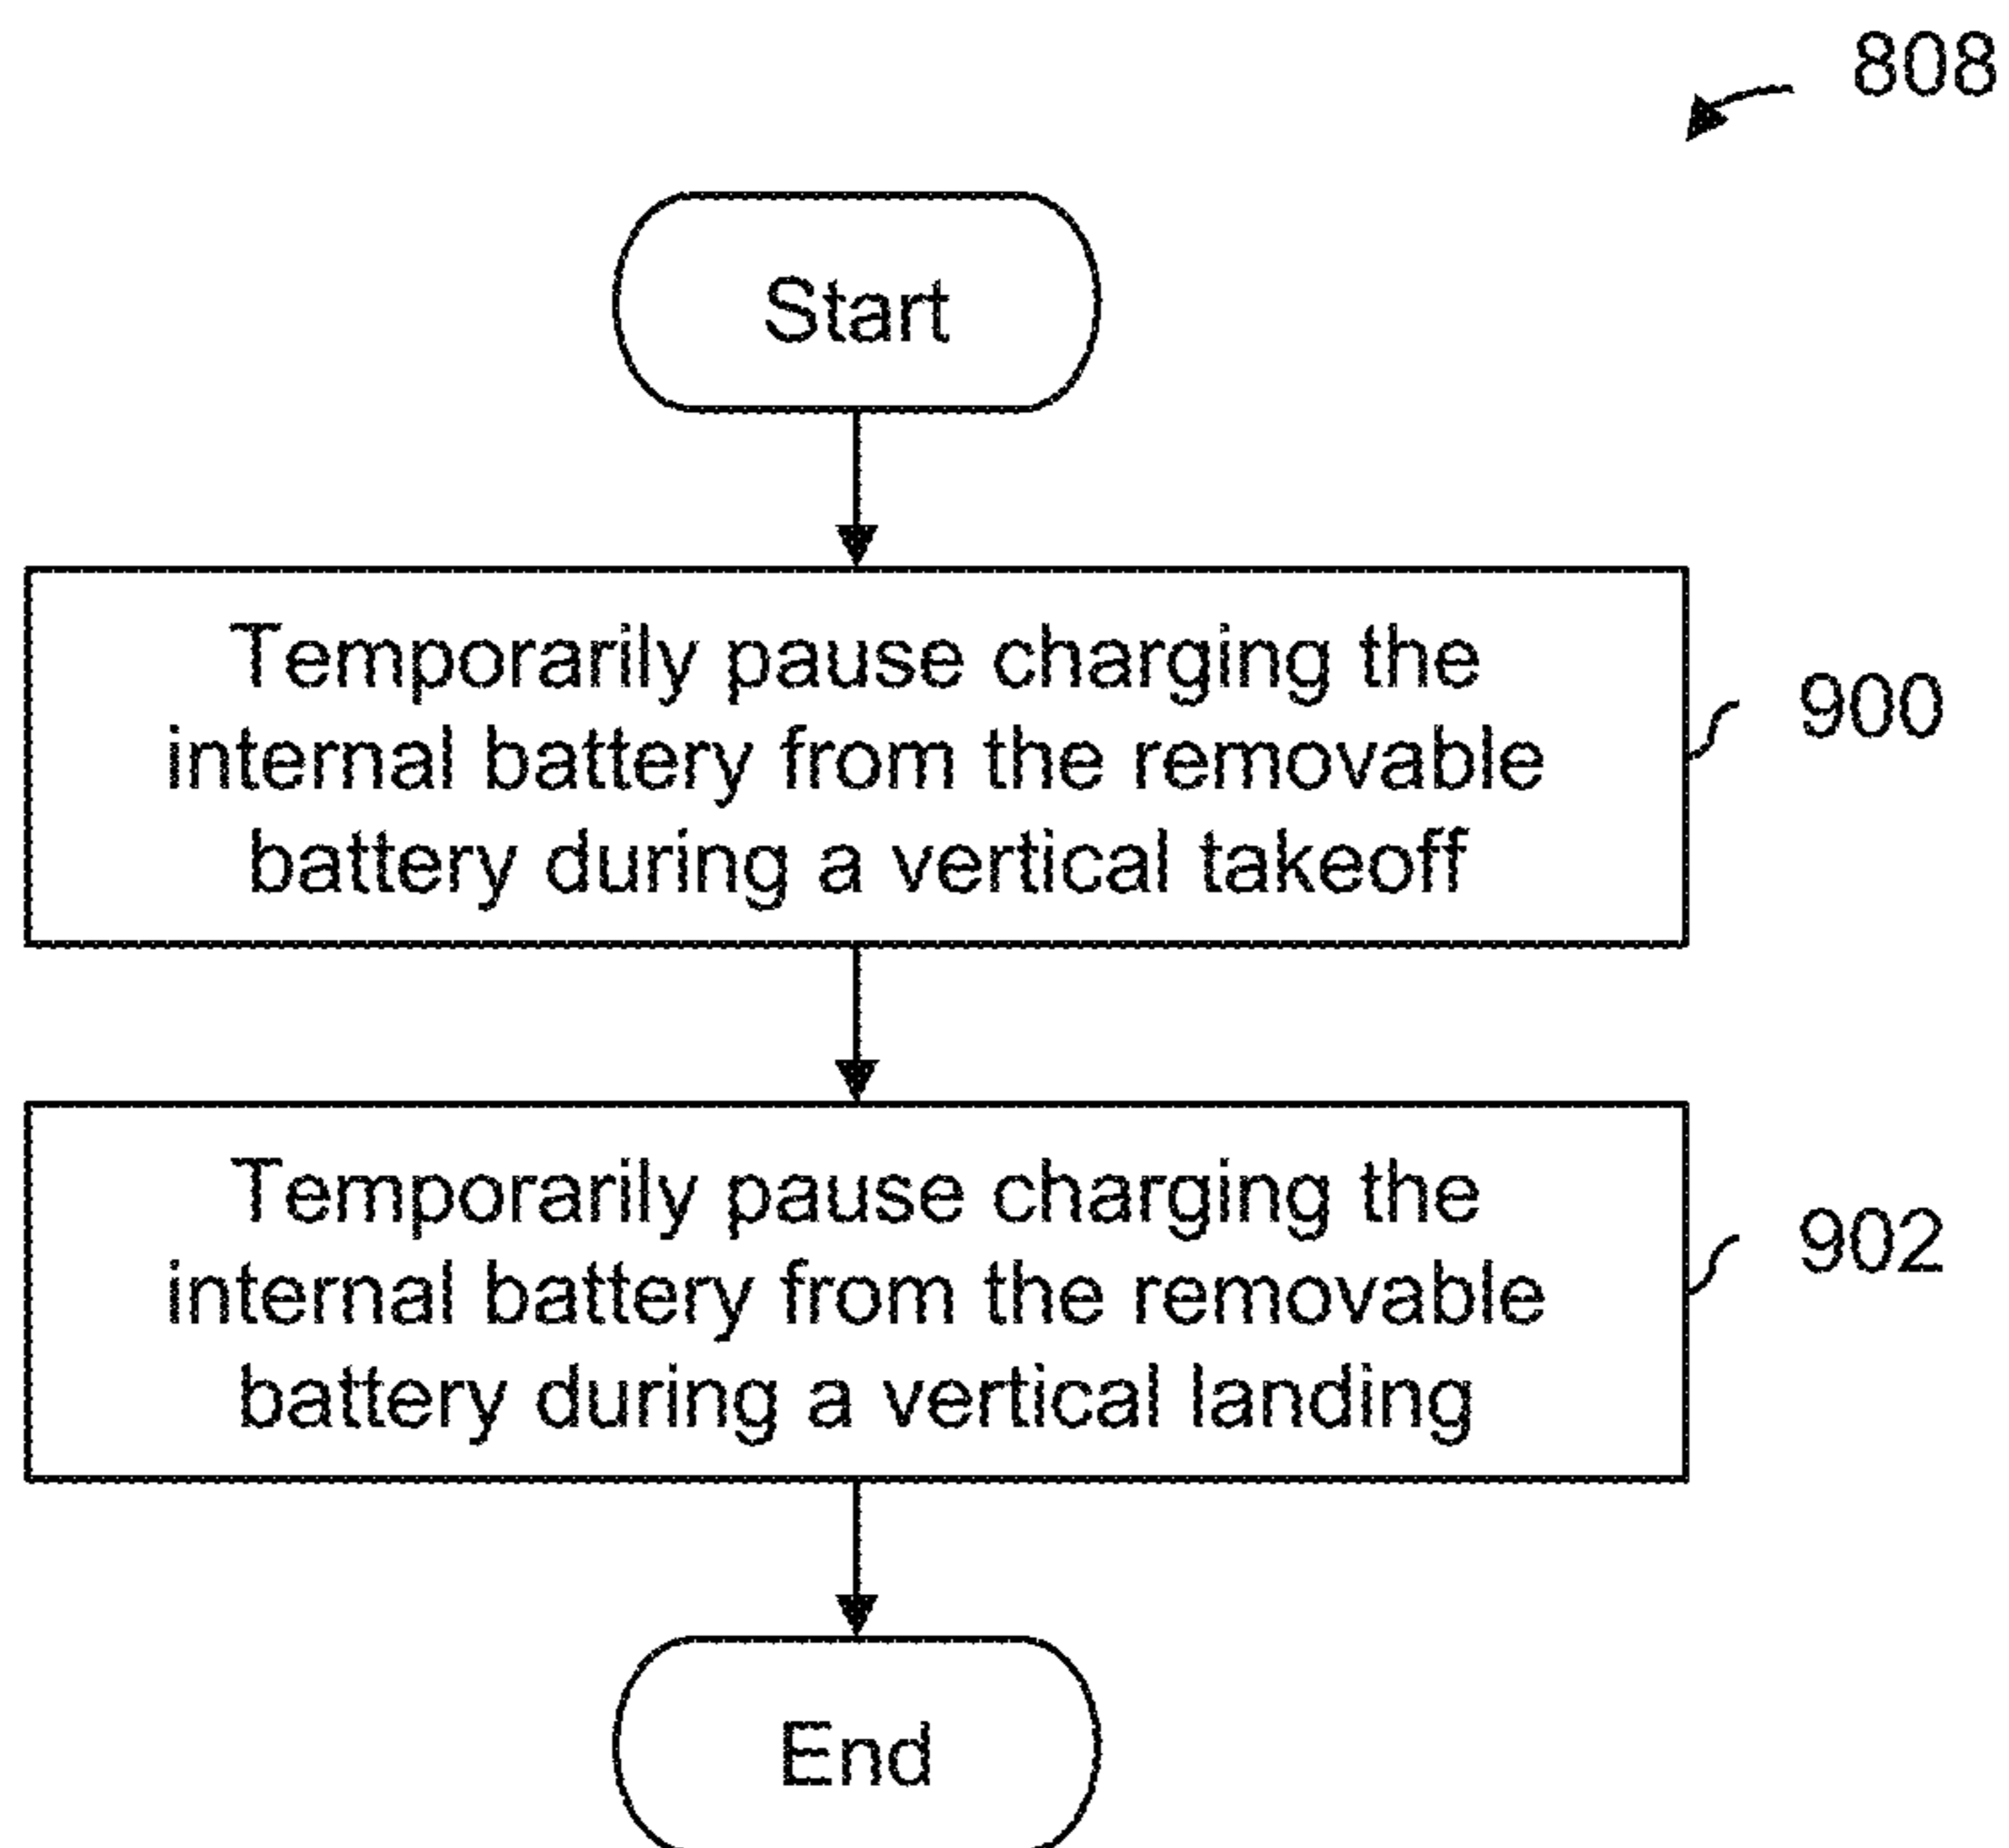 808
Start
Temporarily pause charging the
internal battery from the removable
battery during a vertical takeoff
900
Temporarily pause charging the
internal battery from the removable
battery during a vertical landing
902
End